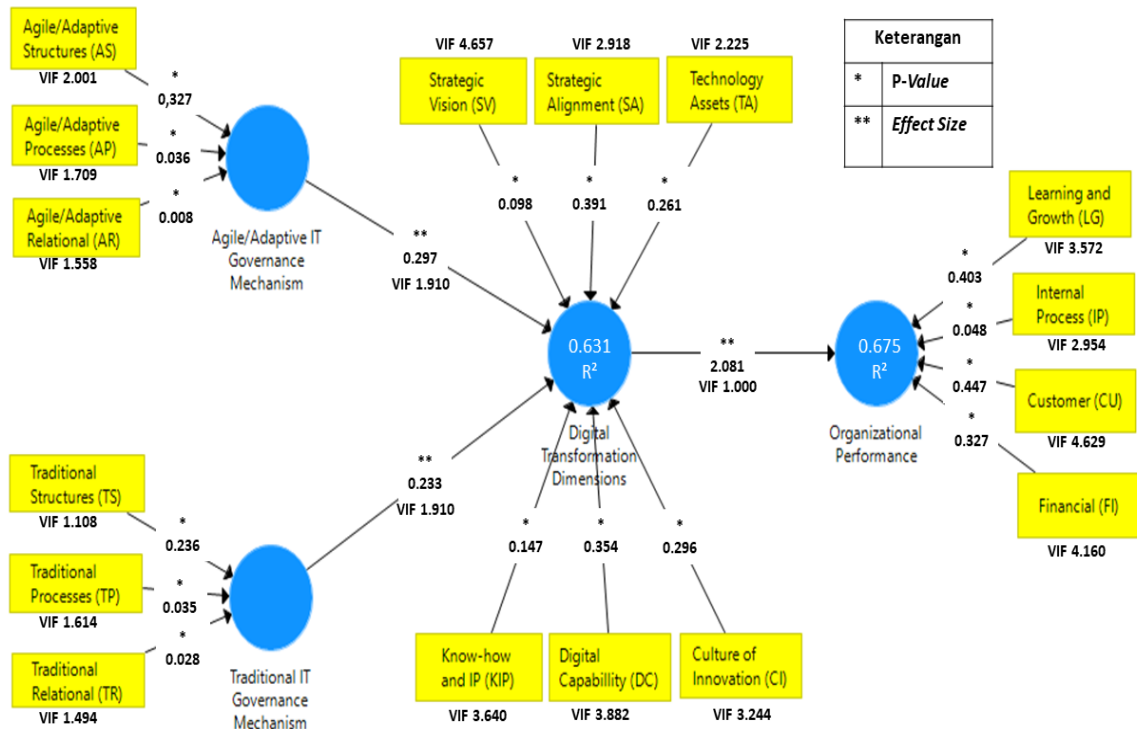 Agile/Adaptive
Structures (AS)
VIF 2.001
*
0,327
Agile/Adaptive
Processes (AP)
VIF 1.709
*
0.036
Agile/Adaptive
Relational (AR)
VIF 1.558
*
0.008
Agile/Adaptive IT
Governance
Mechanism
**
0.297
VIF 1.910
VIF 4.657
Strategic
Vision (SV)
*
0.098
VIF 2.918
Strategic
Alignment (SA)
*
0.391
VIF 2.225
Technology
Assets (TA)
*
0.261
Keterangan
* P-Value
** Effect Size
Learning and
Growth (LG)
VIF 3.572
*
0.403
Internal
Process (IP)
VIF 2.954
*
0.048
Customer (CU)
VIF 4.629
*
0.447
Financial (FI)
VIF 4.160
*
0.327
0.631
R²
Digital
Transformation
Dimensions
**
2.081
VIF 1.000
0.675
R²
Organizational
Performance
Traditional
Structures (TS)
VIF 1.108
*
0.236
Traditional
Processes (TP)
VIF 1.614
*
0.035
Traditional
Relational (TR)
VIF 1.494
*
0.028
Traditional IT
Governance
Mechanism
**
0.233
VIF 1.910
*
0.147
Know-how
and IP (KIP)
VIF 3.640
*
0.354
Digital
Capabillity (DC)
VIF 3.882
*
0.296
Culture of
Innovation (CI)
VIF 3.244